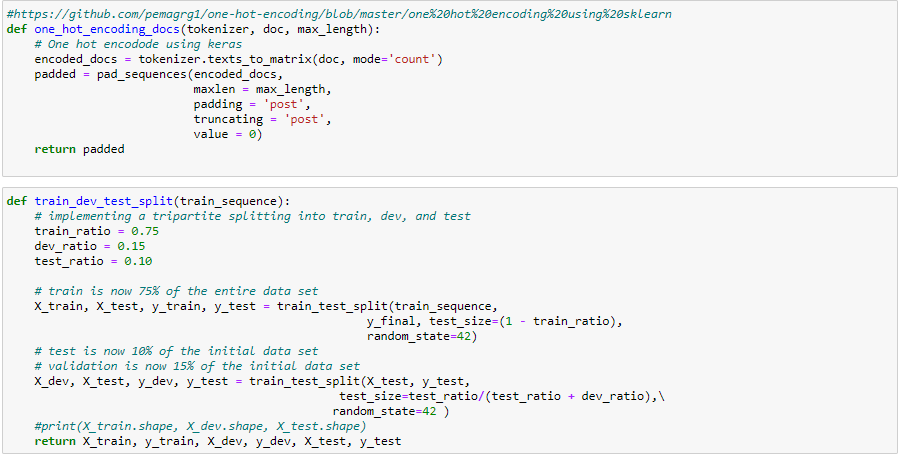 #https://github.com/pemagrg1/one-hot-encoding/blob/master/one%20hot%20encoding%20using%20sklearn
def one_hot_encoding_docs(tokenizer, doc, max_length):
    # One hot encodode using keras
    encoded_docs = tokenizer.texts_to_matrix(doc, mode='count')
    padded = pad_sequences(encoded_docs,
                           maxlen = max_length,
                           padding = 'post',
                           truncating = 'post',
                           value = 0)
    return padded
def train_dev_test_split(train_sequence):
    # implementing a tripartite splitting into train, dev, and test
    train_ratio = 0.75
    dev_ratio = 0.15
    test_ratio = 0.10
    # train is now 75% of the entire data set
    X_train, X_test, y_train, y_test = train_test_split(train_sequence,
                                                    y_final, test_size=(1 - train_ratio),
                                                    random_state=42)
    # test is now 10% of the initial data set
    # validation is now 15% of the initial data set
    X_dev, X_test, y_dev, y_test = train_test_split(X_test, y_test,
                                                test_size=test_ratio/(test_ratio + dev_ratio),\
                                               random_state=42 )
    #print(X_train.shape, X_dev.shape, X_test.shape)
    return X_train, y_train, X_dev, y_dev, X_test, y_test